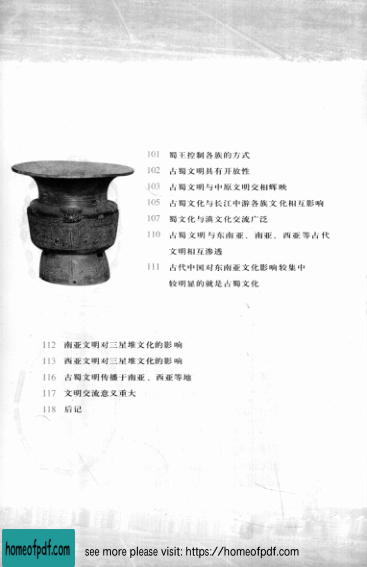 101 蜀王控制各族的方式
102 古蜀文明具有开放性
103 古蜀文明与中原文明交相辉映
105 古蜀文化与长江中游各族文化相互影响
107 蜀文化与滇文化交流广泛
110 古蜀文明与东南亚、南亚、西亚等古代
文明相互渗透
111 古代中国对东南亚文化影响较集中
较明显的就是古蜀文化
112 南亚文明对三星堆文化的影响
113 西亚文明对三星堆文化的影响
116 古蜀文明传播于南亚、西亚等地
117 文明交流意义重大
118 后记
homeofpdf.com see more please visit: https://homeofpdf.com